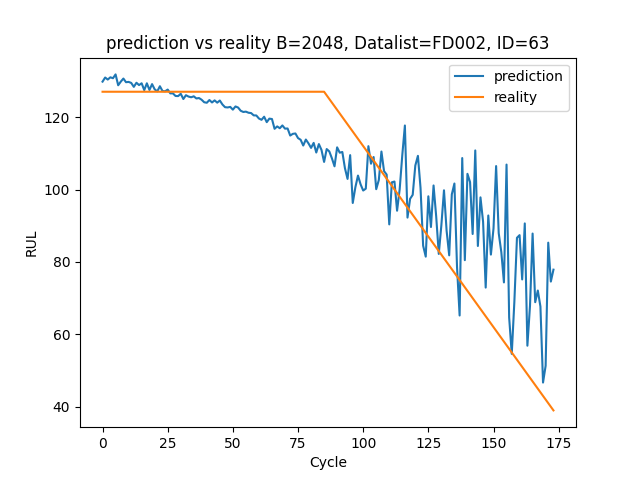 prediction vs reality B=2048, Datalist=FD002, ID=63
prediction
reality
RUL
120
100
80
60
40
0 25 50 75 100 125 150 175
Cycle